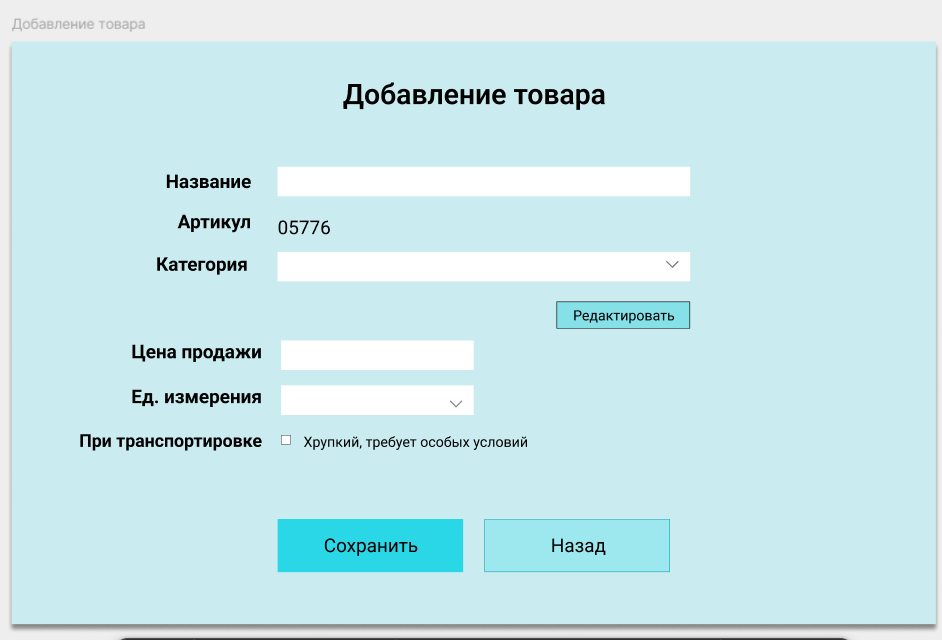 Добавление товара
Добавление товара
Название
Артикул 05776
Категория
Редактировать
Цена продажи
Ед. измерения
При транспортировке Хрупкий, требует особых условий
Сохранить Назад